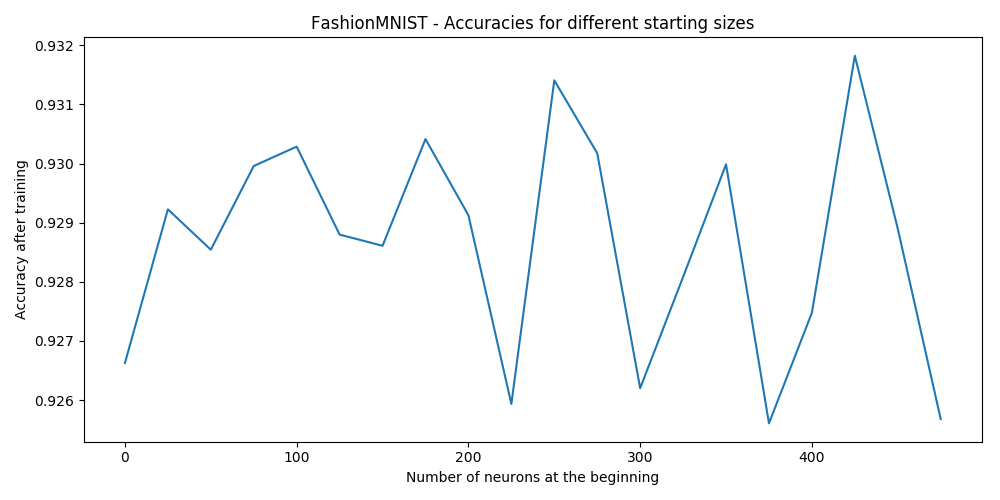 FashionMNIST - Accuracies for different starting sizes
0.932
0.931
0.930
0.929
0.928
0.927
0.926
Accuracy after training
0 100 200 300 400
Number of neurons at the beginning